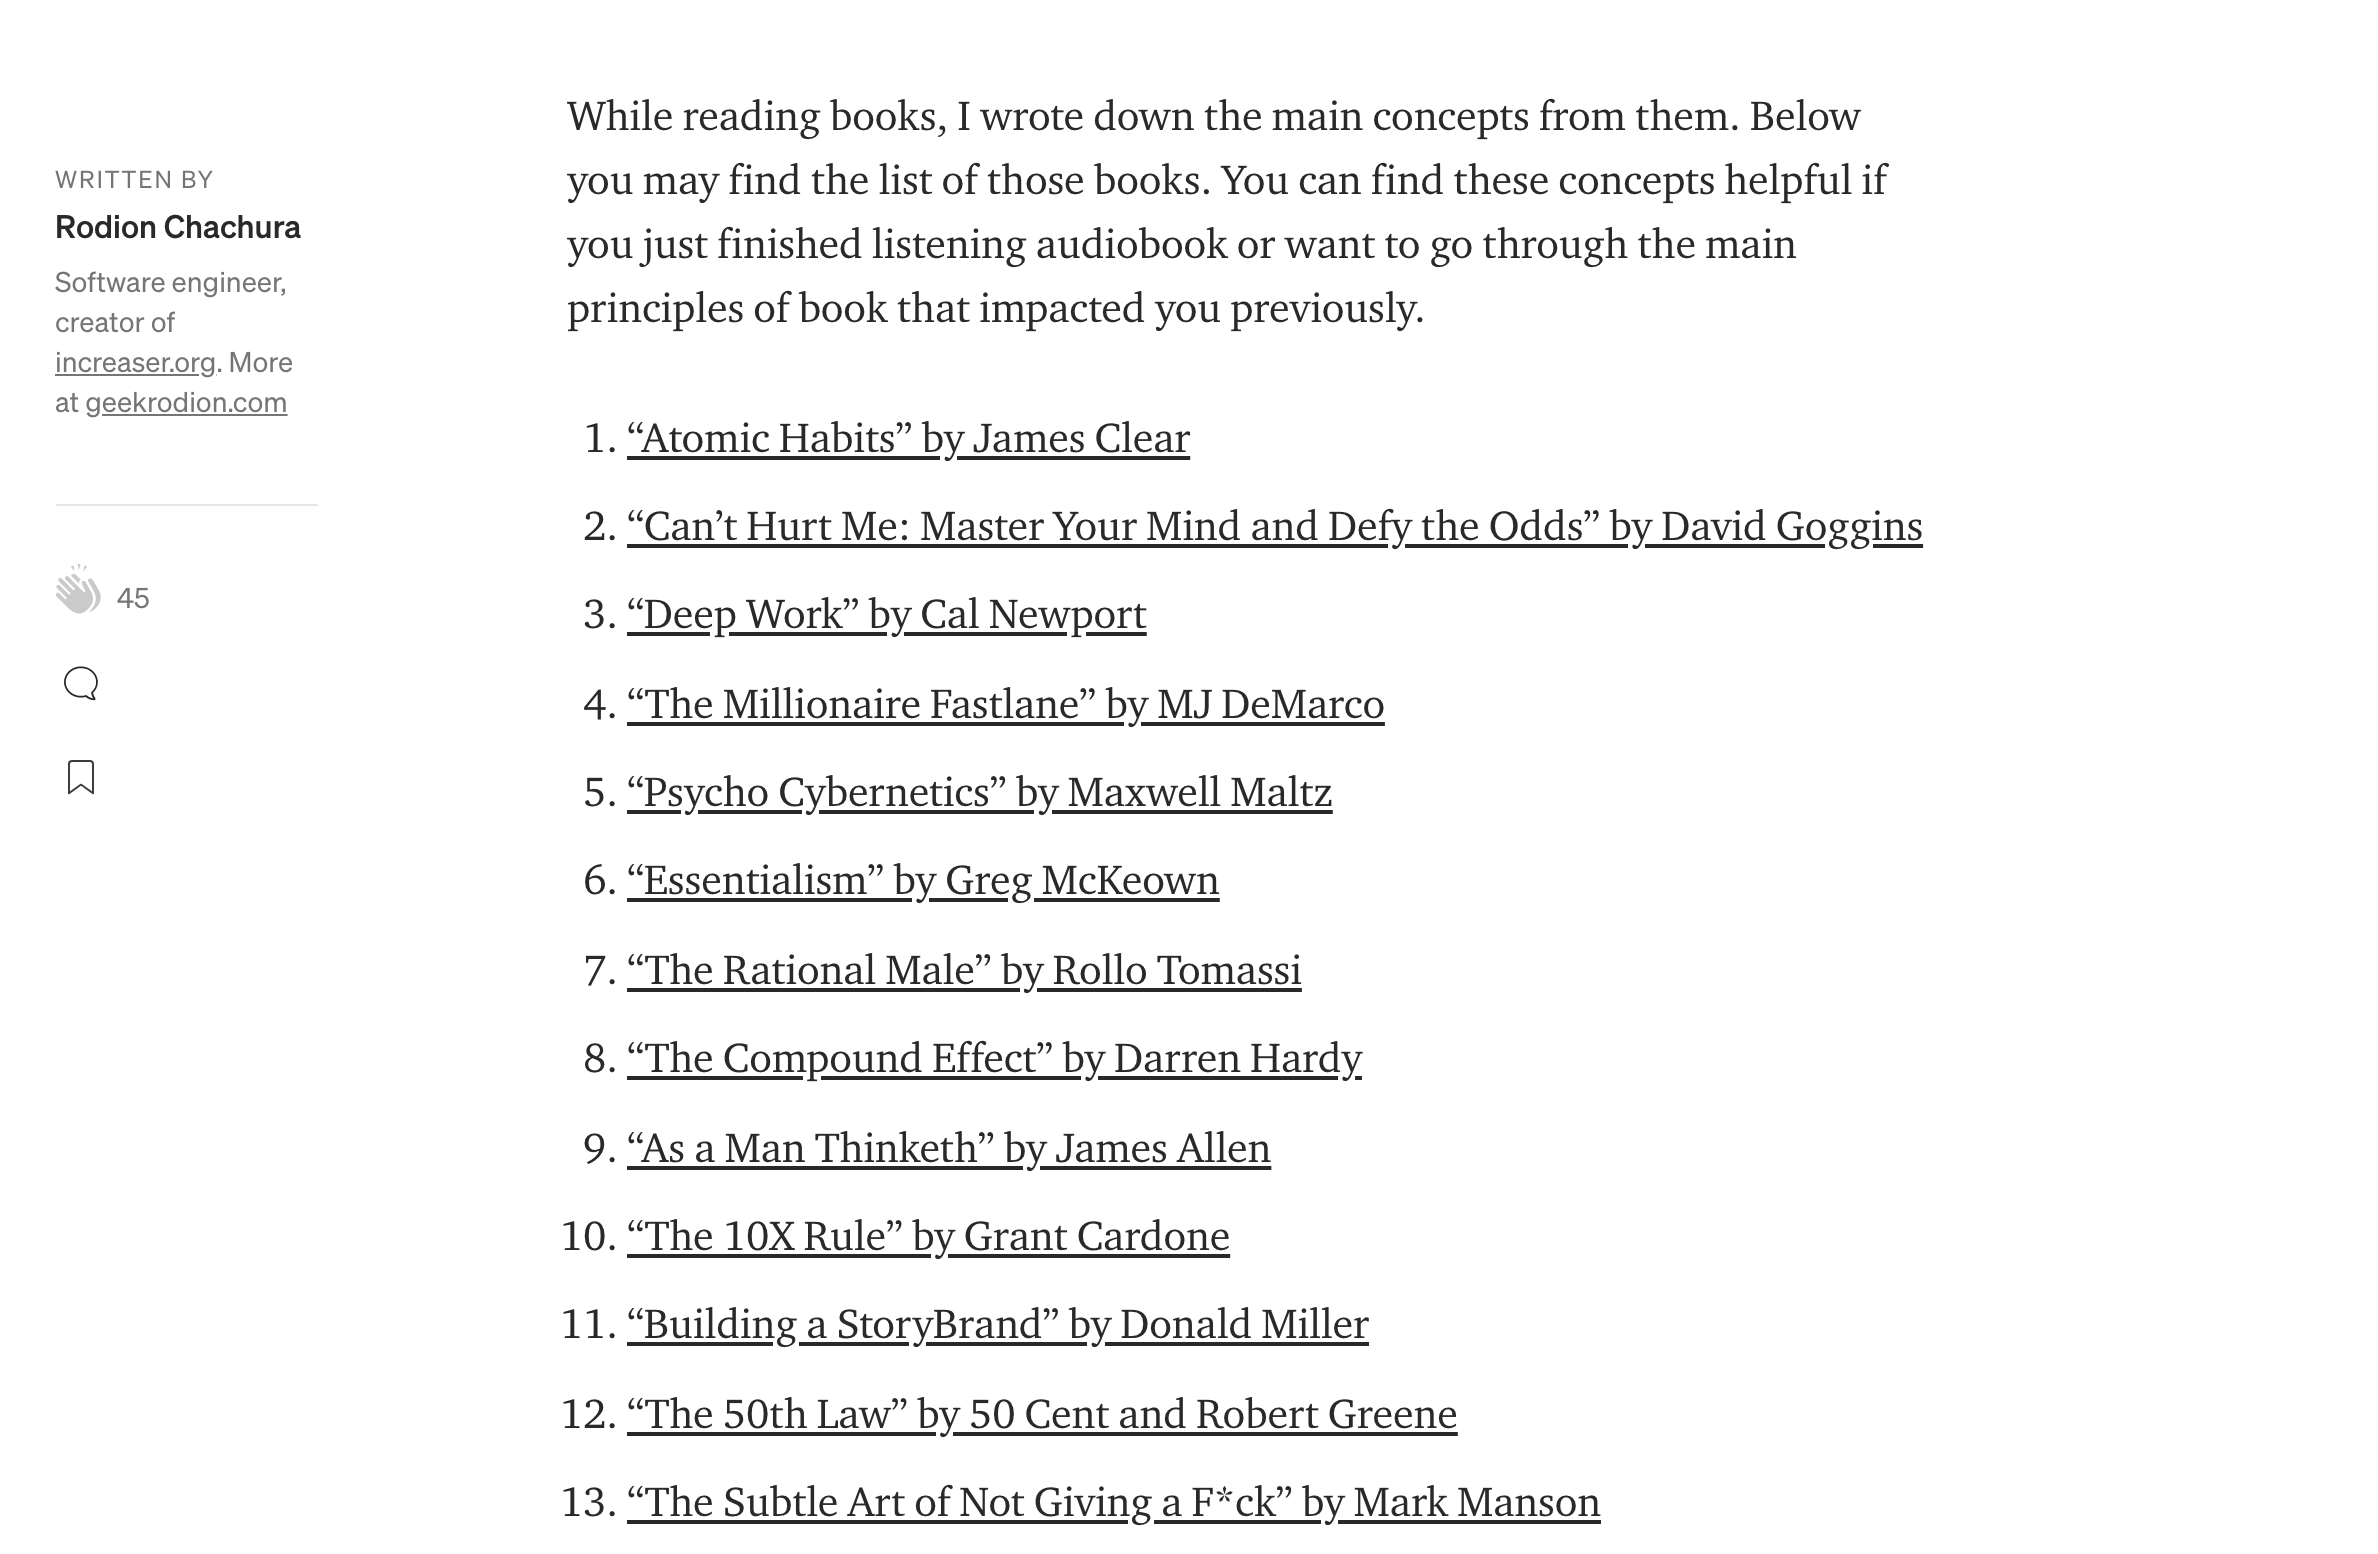 WRITTEN BY
Rodion Chachura
Software engineer,
creator of
increaser.org. More
at geekrodion.com
45
While reading books, I wrote down the main concepts from them. Below
you may find the list of those books. You can find these concepts helpful if
you just finished listening audiobook or want to go through the main
principles of book that impacted you previously.
1. “Atomic Habits” by James Clear
2. “Can’t Hurt Me: Master Your Mind and Defy the Odds” by David Goggins
3. “Deep Work” by Cal Newport
4. “The Millionaire Fastlane” by MJ DeMarco
5. “Psycho Cybernetics” by Maxwell Maltz
6. “Essentialism” by Greg McKeown
7. “The Rational Male” by Rollo Tomassi
8. “The Compound Effect” by Darren Hardy
9. “As a Man Thinketh” by James Allen
10. “The 10X Rule” by Grant Cardone
11. “Building a StoryBrand” by Donald Miller
12. “The 50th Law” by 50 Cent and Robert Greene
13. “The Subtle Art of Not Giving a F*ck” by Mark Manson